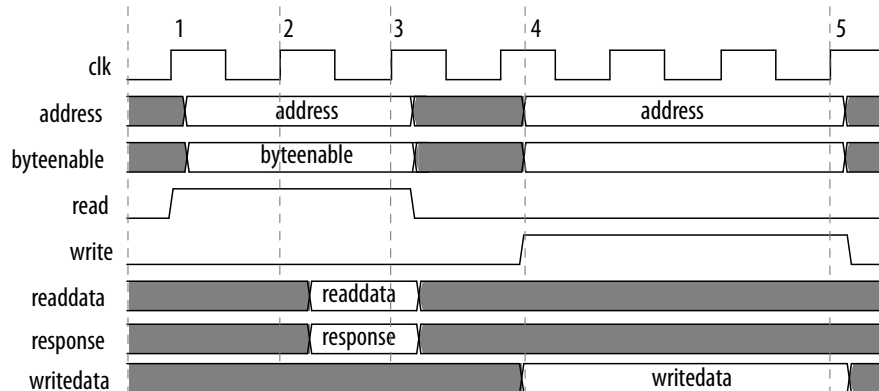 1 2 3 4 5
clk
address address address
byteenable byteenable
read
write
readdata readdata
response response
writedata writedata